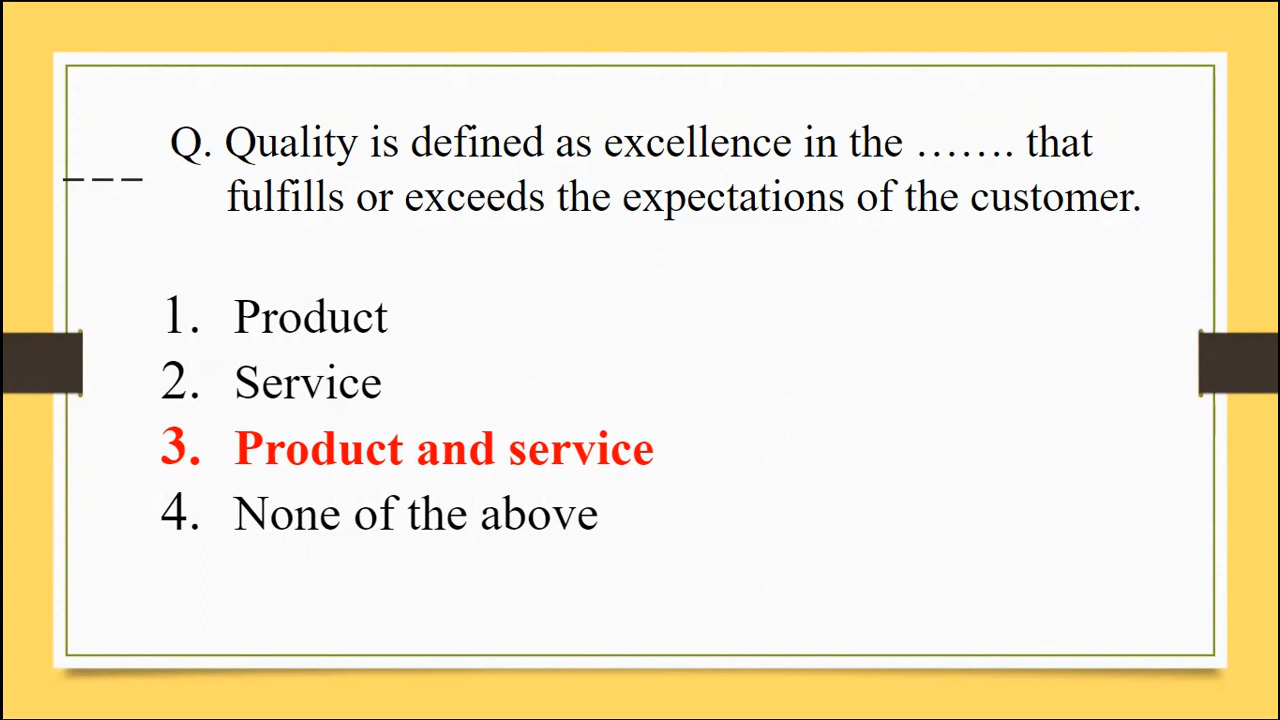 Q. Quality is defined as excellence in the ……. that
fulfills or exceeds the expectations of the customer.
1. Product
2. Service
3. Product and service
4. None of the above